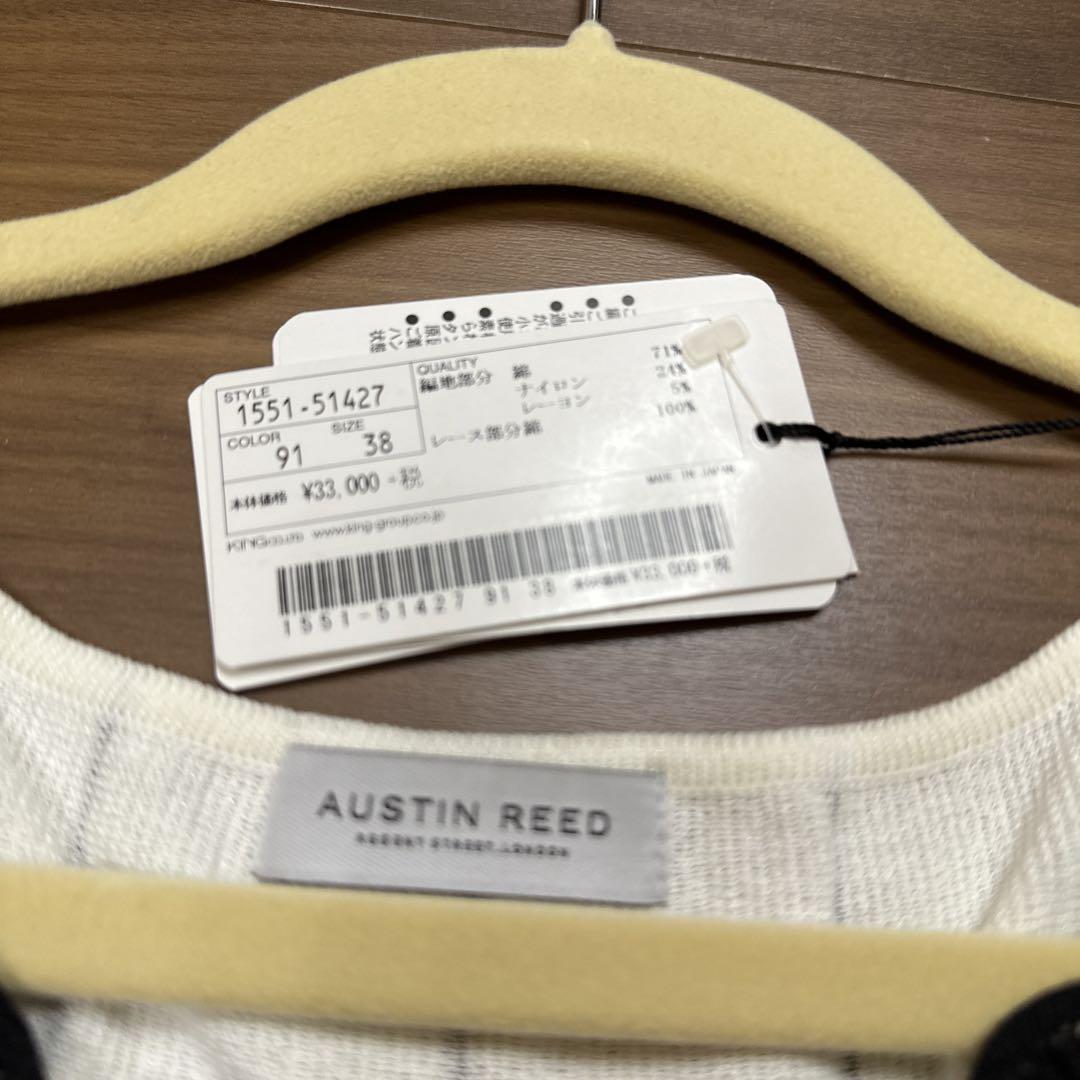 STYLE
1551-51427
COLOR
SIZE
91
38
本体価格 ¥33,000 +税
QUALITY
編地部分 綿 71%
ナイロン 24%
レーヨン 5%
レース部分綿 100%
MADE IN JAPAN
KING co.,ltd. www.king-group.co.jp
1551-51427 91 38 本体価格 ¥33,000+税
AUSTIN REED
REGENT STREET, LONDON